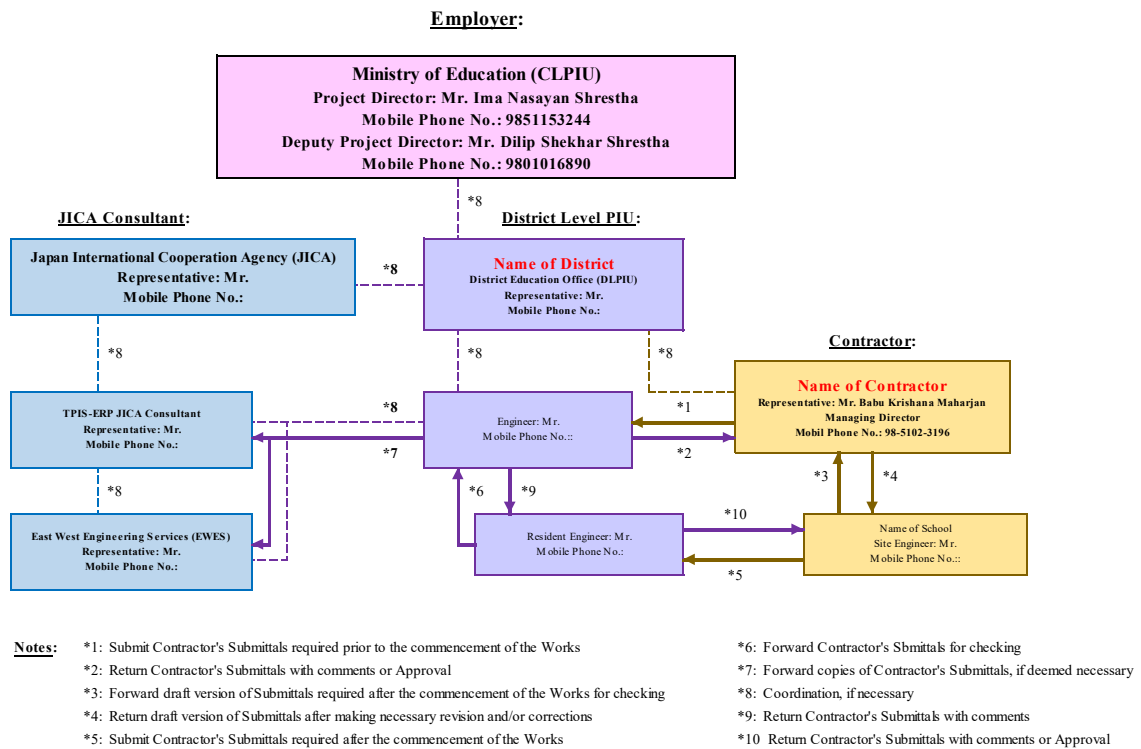 Employer:
Ministry of Education (CLPIU)
Project Director: Mr. Ima Nasayan Shrestha
Mobile Phone No.: 9851153244
Deputy Project Director: Mr. Dilip Shekhar Shrestha
Mobile Phone No.: 9801016890
*8
JICA Consultant:
District Level PIU:
Japan International Cooperation Agency (JICA)
Representative: Mr.
Mobile Phone No.:
*8
Name of District
District Education Office (DLPIU)
Representative: Mr.
Mobile Phone No.:
*8
*8
*8
Contractor:
TPIS-ERP JICA Consultant
Representative: Mr.
Mobile Phone No.:
*8
*7
Engineer: Mr.
Mobile Phone No.::
*1
*2
Name of Contractor
Representative: Mr. Babu Krishana Maharjan
Managing Director
Mobil Phone No.: 98-5102-3196
*8
*6
*9
*3
*4
East West Engineering Services (EWES)
Representative: Mr.
Mobile Phone No.:
Resident Engineer: Mr.
Mobile Phone No.:
*10
*5
Name of School
Site Engineer: Mr.
Mobile Phone No.::
Notes:
*1: Submit Contractor's Submittals required prior to the commencement of the Works
*2: Return Contractor's Submittals with comments or Approval
*3: Forward draft version of Submittals required after the commencement of the Works for checking
*4: Return draft version of Submittals after making necessary revision and/or corrections
*5: Submit Contractor's Submittals required after the commencement of the Works
*6: Forward Contractor's Sbmittals for checking
*7: Forward copies of Contractor's Submittals, if deemed necessary
*8: Coordination, if necessary
*9: Return Contractor's Submittals with comments
*10 Return Contractor's Submittals with comments or Approval